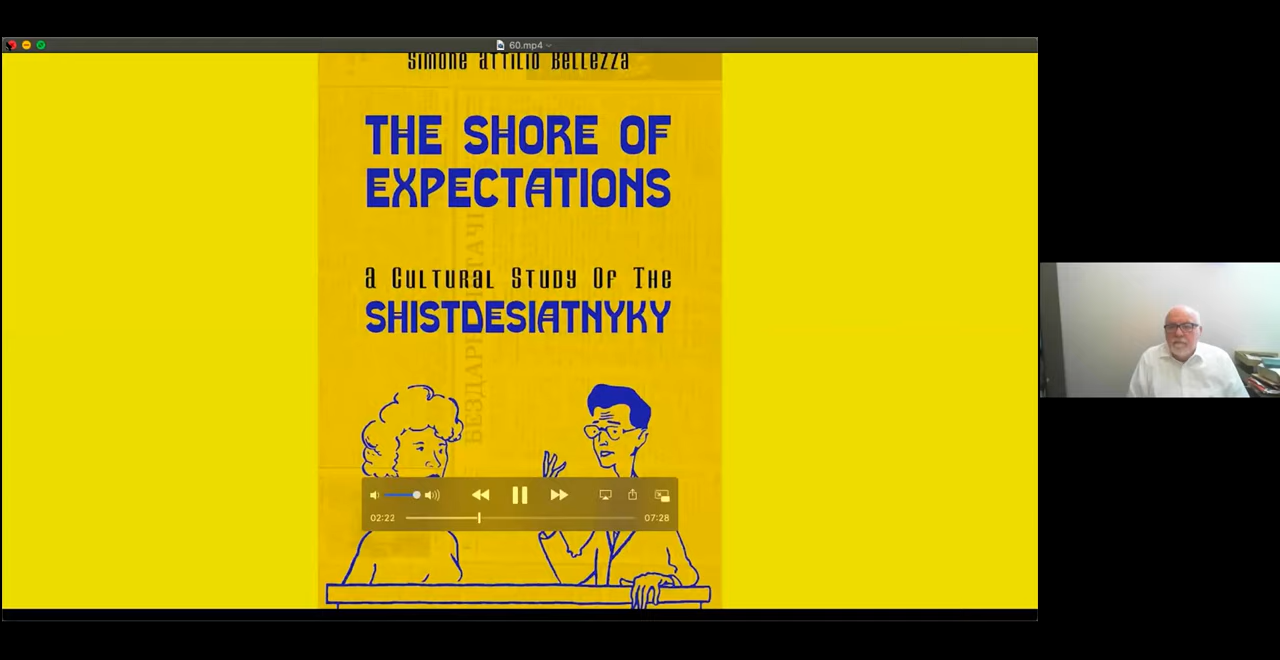 60.mp4
Simone Attilio Bellezza
THE SHORE OF
EXPECTATIONS
A Cultural Study Of The
SHISTDESIATNYKY
02:22
07:28